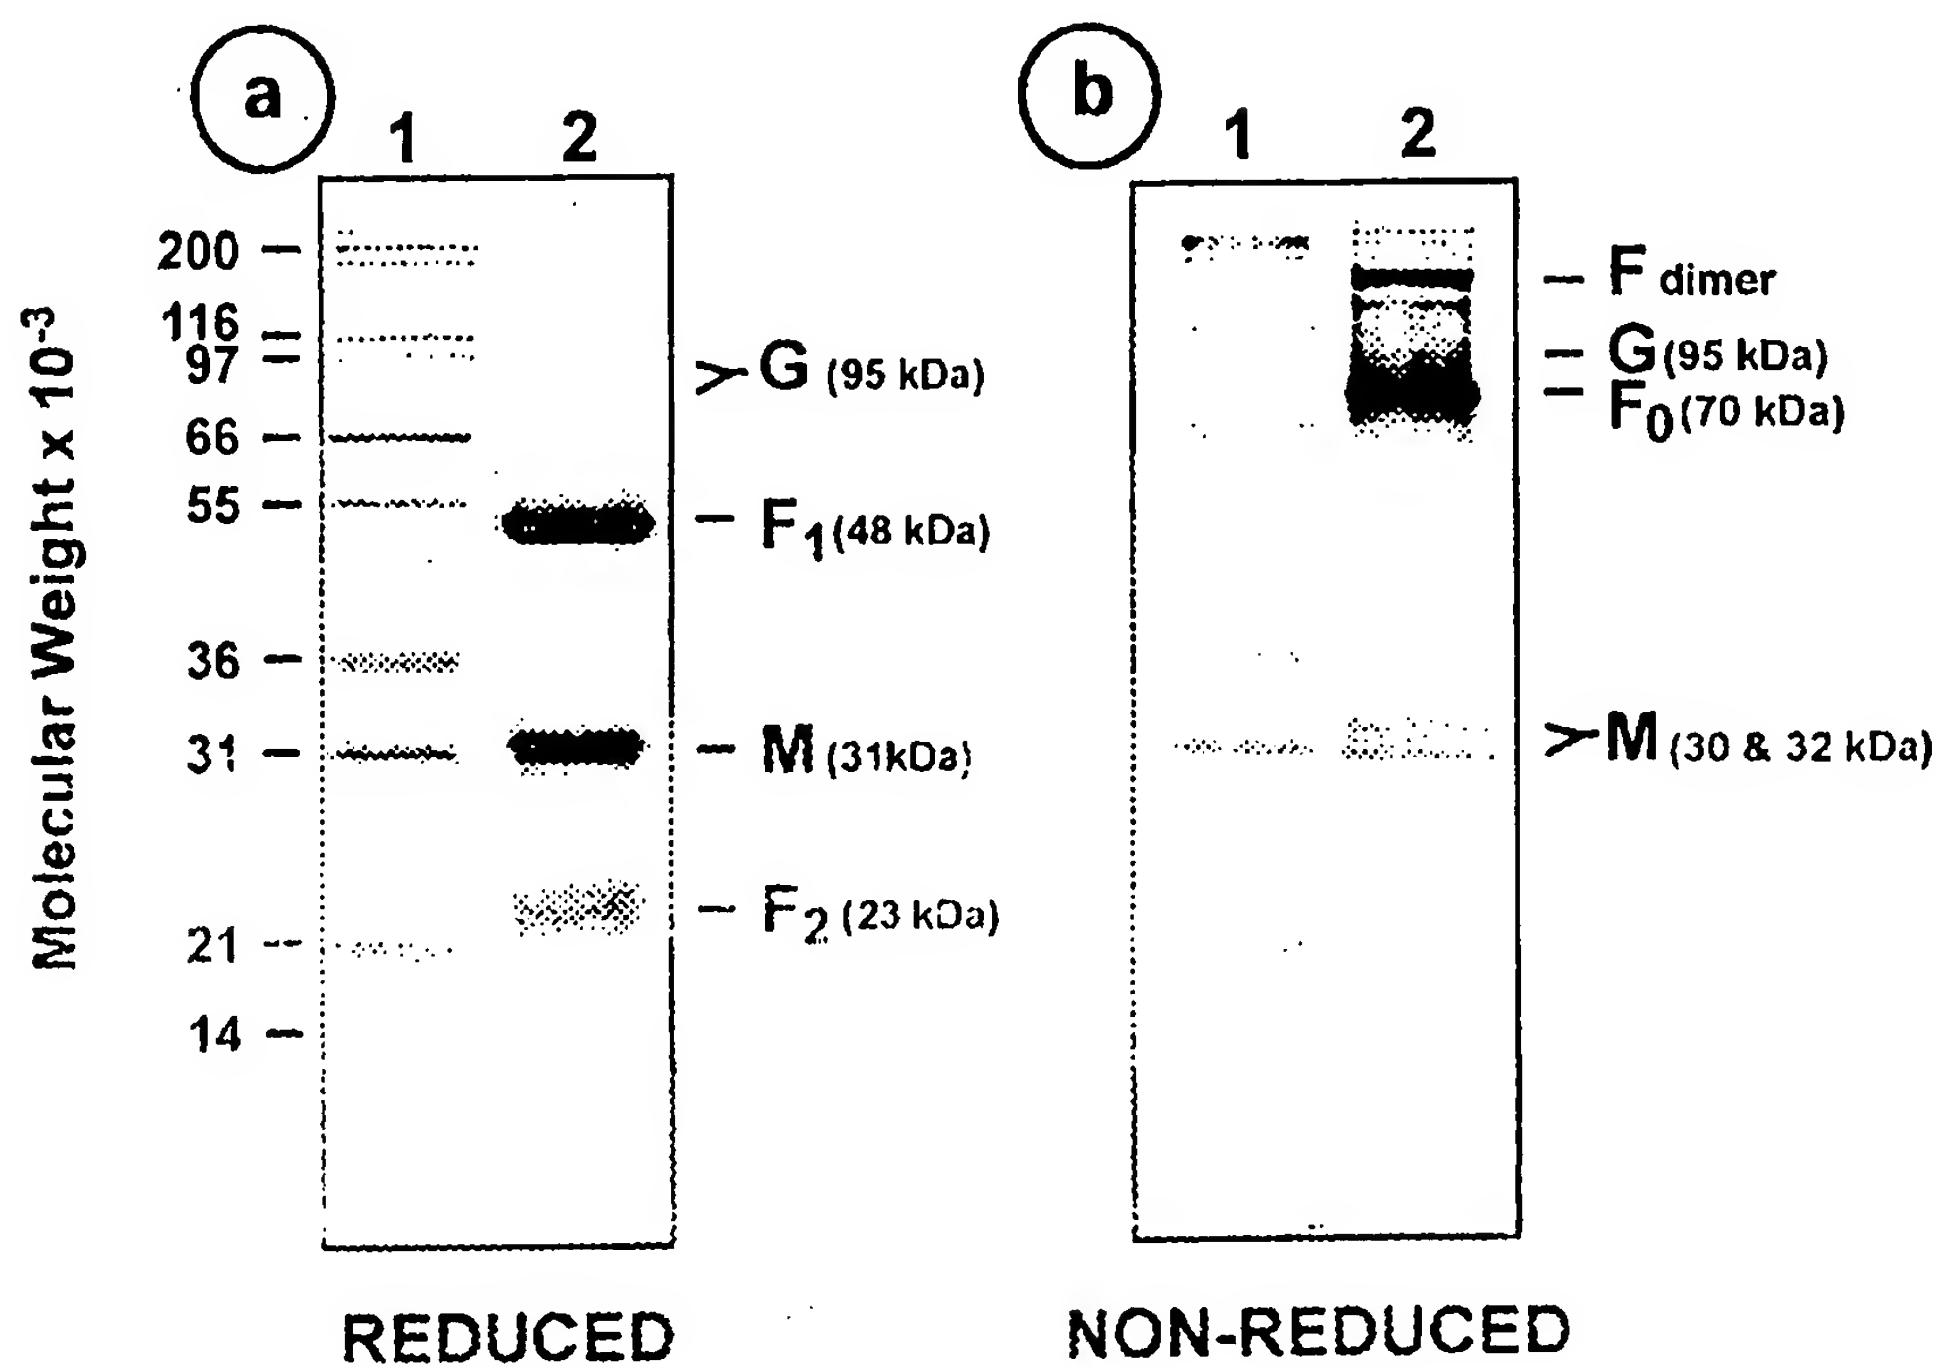 a
1 2
Molecular Weight x 10-3
200
116
97
66
55
36
31
21
14
G (95 kDa)
F1 (48 kDa)
M (31kDa)
F2 (23 kDa)
REDUCED
b
1 2
F dimer
G (95 kDa)
F0 (70 kDa)
M (30 & 32 kDa)
NON-REDUCED